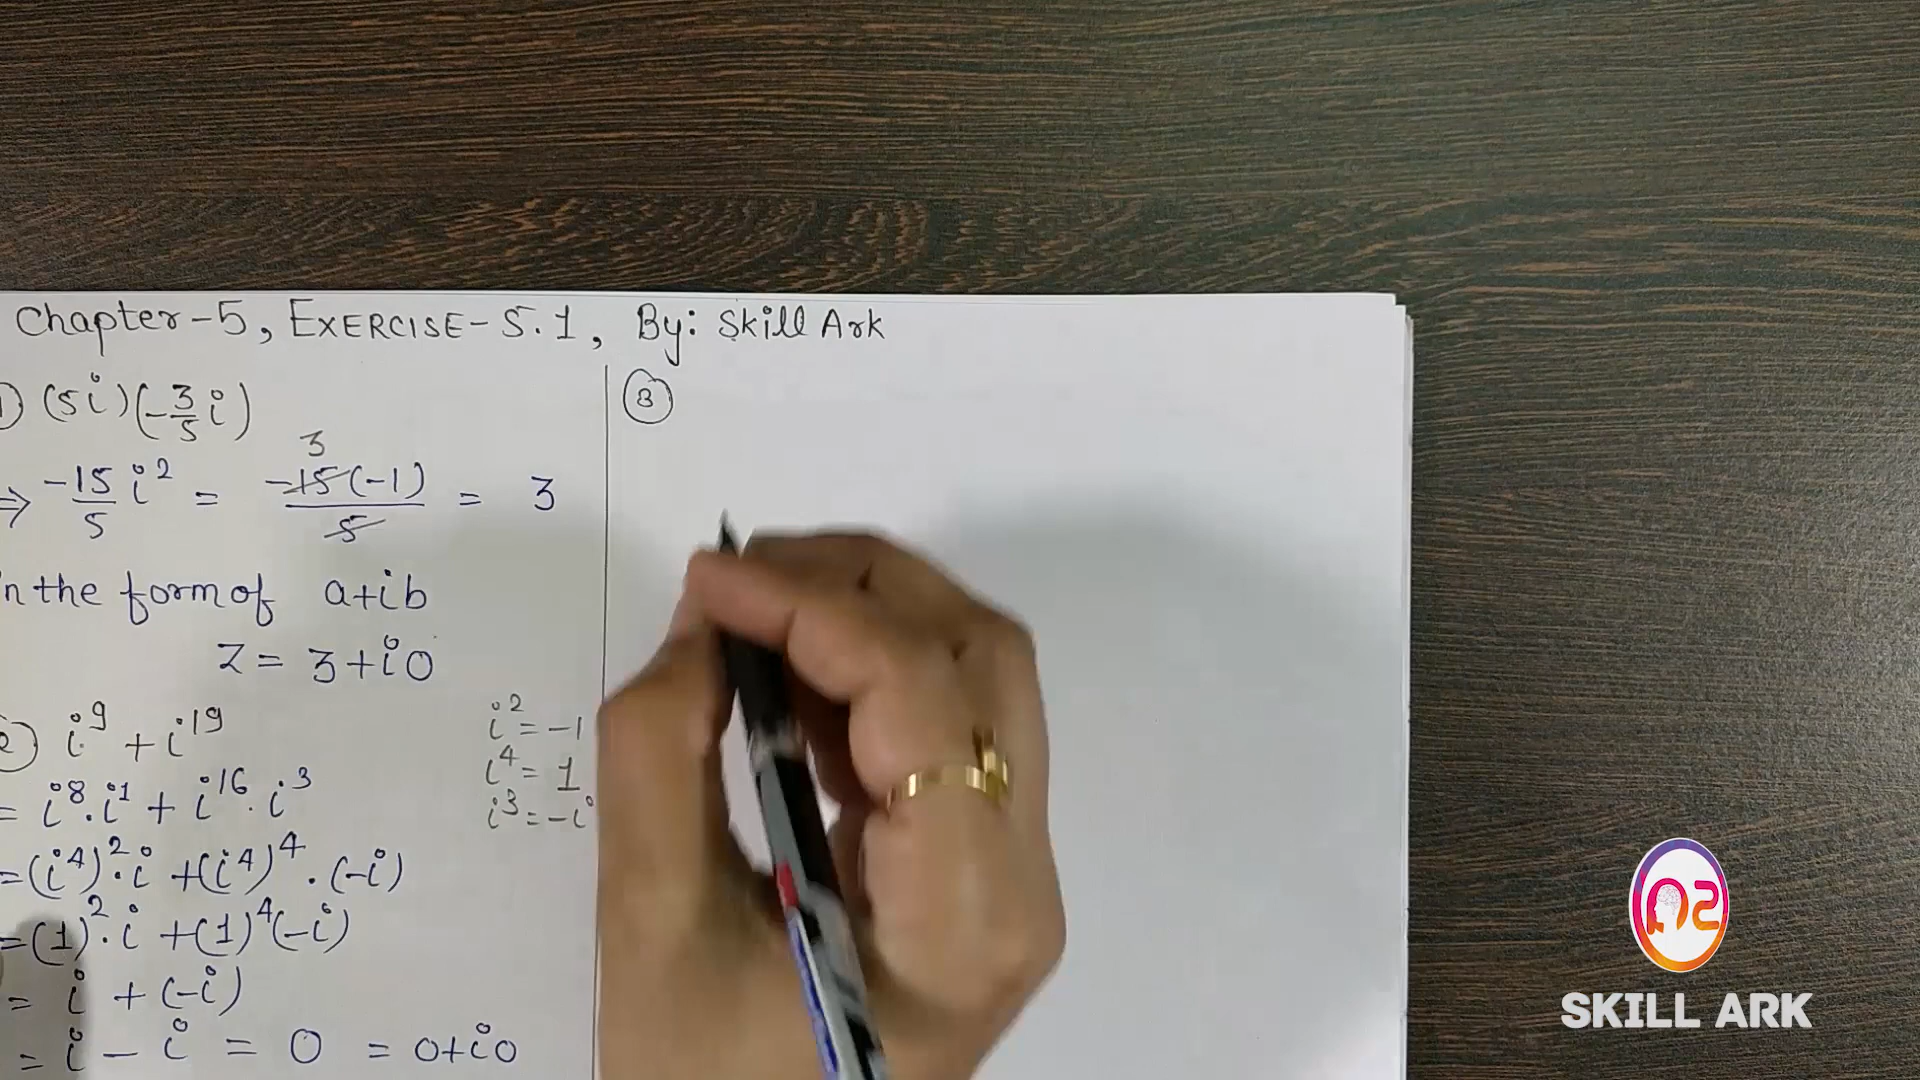 Chapter-5, EXERCISE-5.1, By: Skill Ark
(5i)(-3/5 i)
⇒ -15/5 i² = -15(-1)/5 = 3
3
in the form of a+ib
z = 3+i0
i⁹ + i¹⁹
= i⁸.i¹ + i¹⁶.i³
=(i⁴)².i +(i⁴)⁴.(-i)
=(1)².i +(1)⁴(-i)
= i + (-i)
= i - i = 0 = 0+i0
i² = -1
i⁴ = 1
i³ = -i
3
SKILL ARK